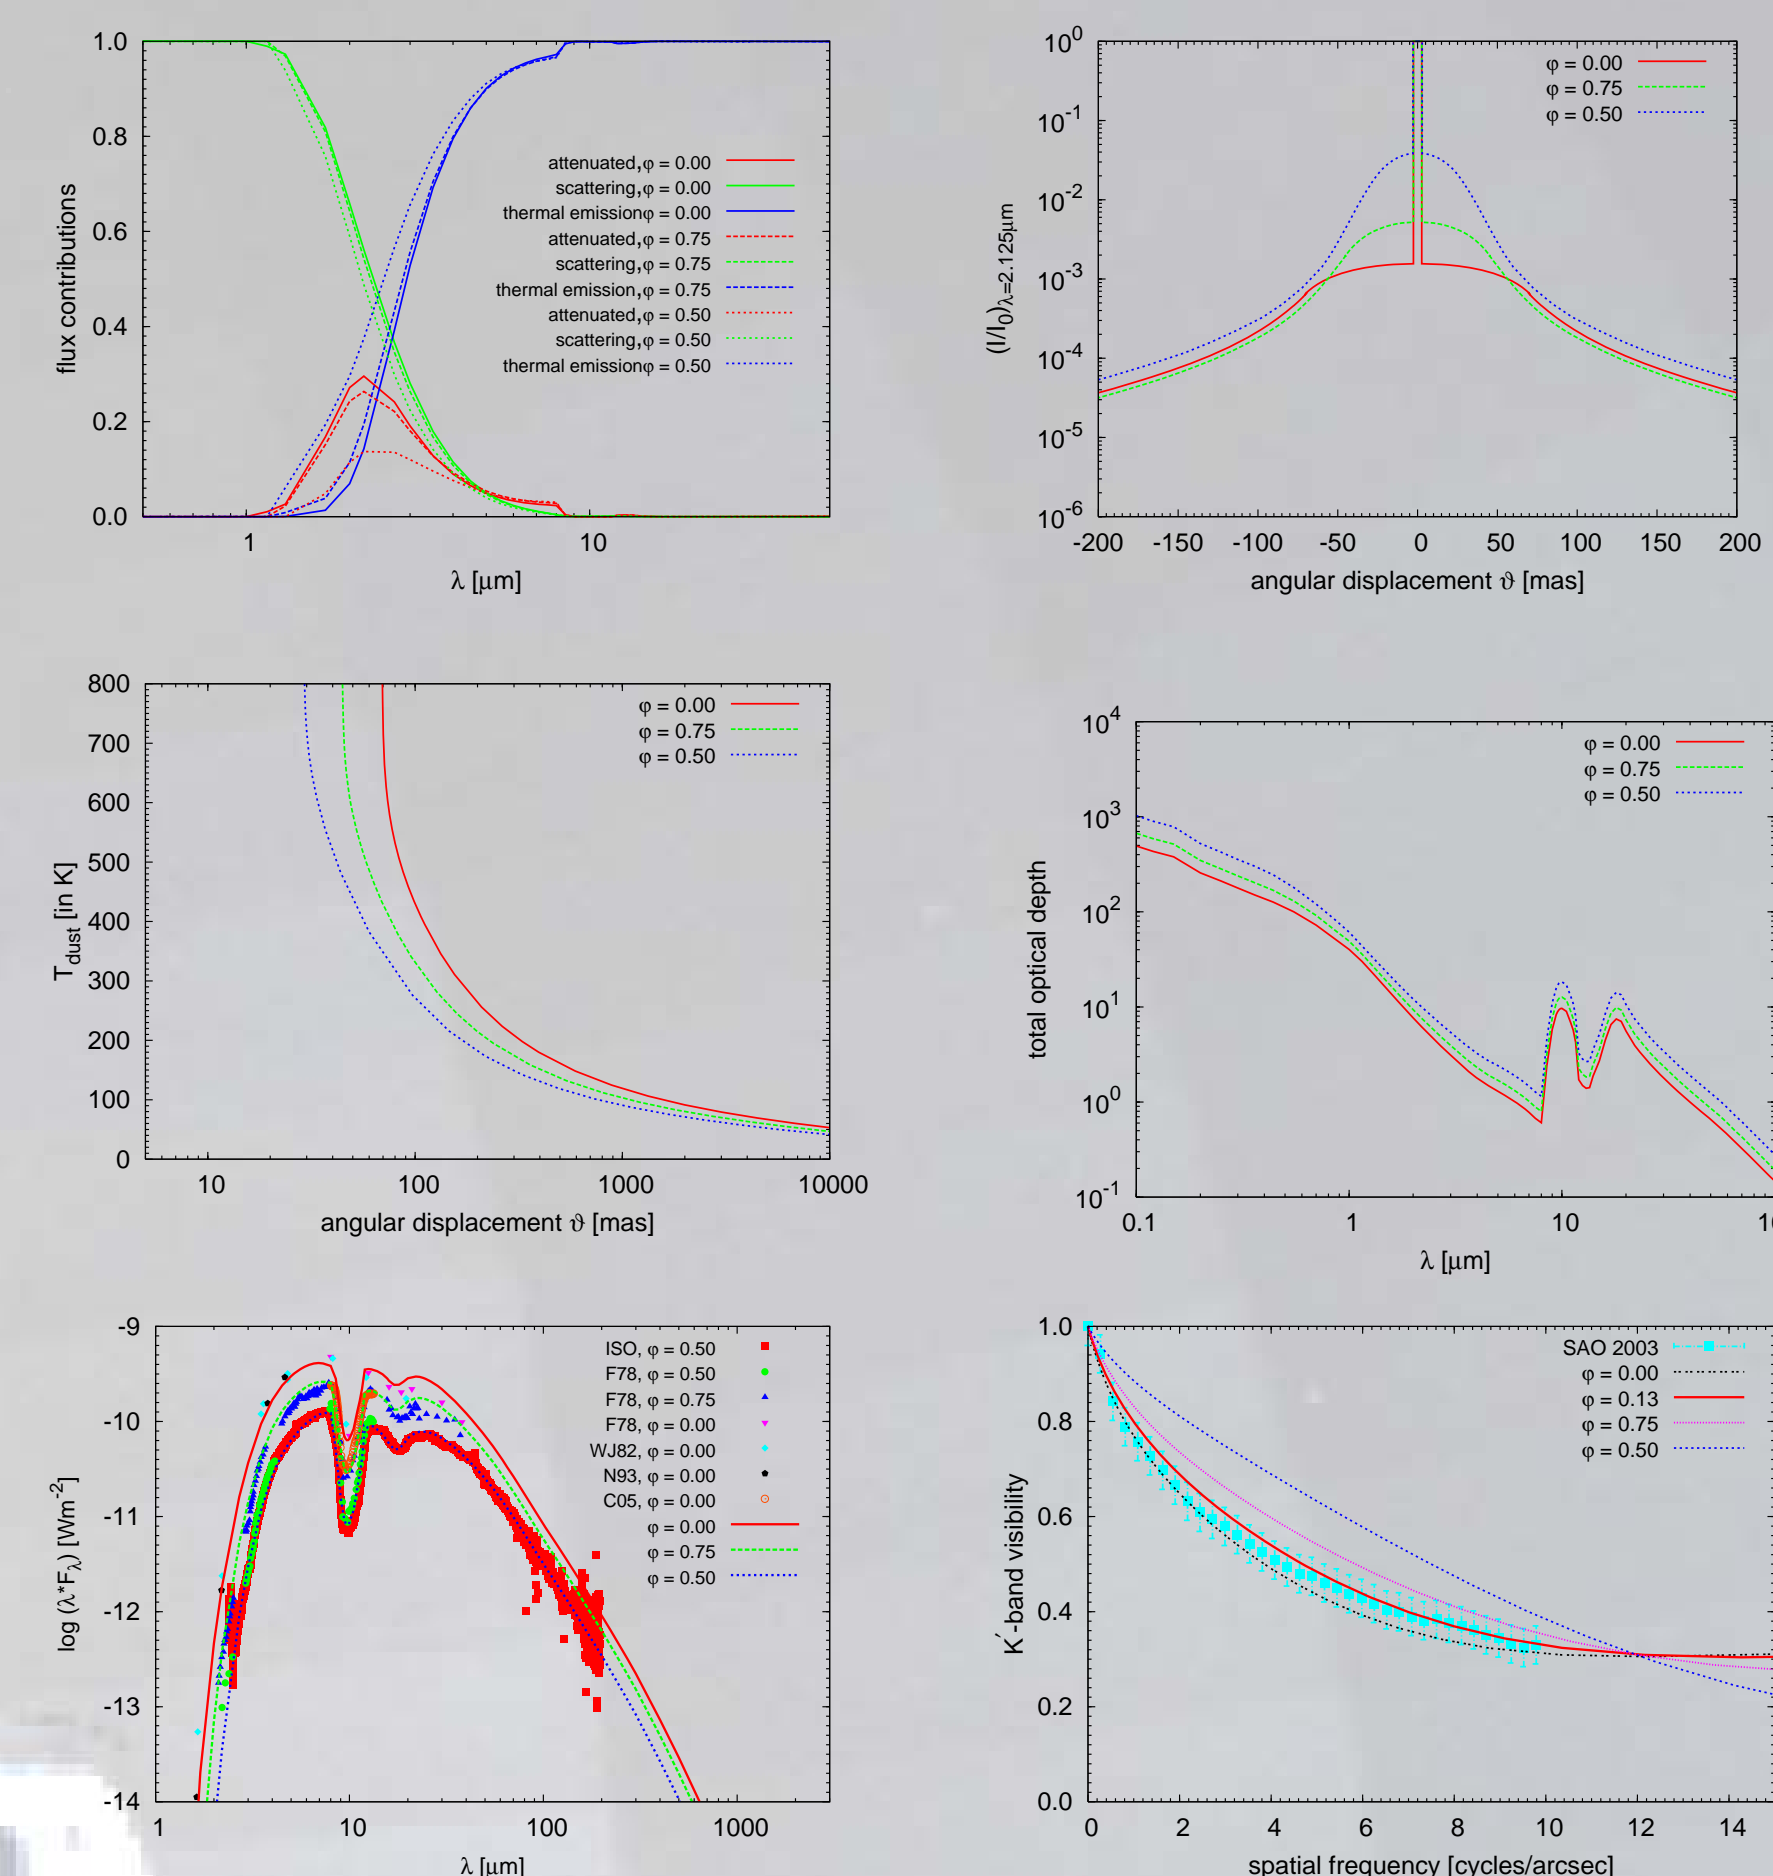 1.0
0.8
0.6
0.4
0.2
0.0
flux contributions
attenuated,φ = 0.00
scattering,φ = 0.00
thermal emissionφ = 0.00
attenuated,φ = 0.75
scattering,φ = 0.75
thermal emission,φ = 0.75
attenuated,φ = 0.50
scattering,φ = 0.50
thermal emissionφ = 0.50
1 10
λ [μm]
10^0
10^-1
10^-2
10^-3
10^-4
10^-5
10^-6
(I/I_0)_λ=2.125μm
φ = 0.00
φ = 0.75
φ = 0.50
-200 -150 -100 -50 0 50 100 150 200
angular displacement ϑ [mas]
800
700
600
500
400
300
200
100
0
T_dust [in K]
φ = 0.00
φ = 0.75
φ = 0.50
10 100 1000 10000
angular displacement ϑ [mas]
10^4
10^3
10^2
10^1
10^0
10^-1
total optical depth
φ = 0.00
φ = 0.75
φ = 0.50
0.1 1 10
λ [μm]
-9
-10
-11
-12
-13
-14
log (λ*F_λ) [Wm^-2]
ISO, φ = 0.50
F78, φ = 0.50
F78, φ = 0.75
F78, φ = 0.00
WJ82, φ = 0.00
N93, φ = 0.00
C05, φ = 0.00
φ = 0.00
φ = 0.75
φ = 0.50
1 10 100 1000
λ [μm]
1.0
0.8
0.6
0.4
0.2
0.0
K´-band visibility
SAO 2003
φ = 0.00
φ = 0.13
φ = 0.75
φ = 0.50
0 2 4 6 8 10 12 14
spatial frequency [cycles/arcsec]